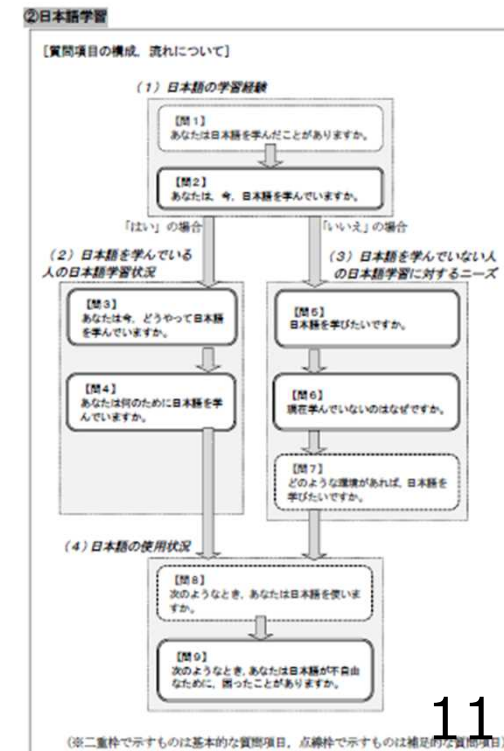 ②日本語学習
[質問項目の構成，流れについて]
(1)日本語の学習経験
【問1】
あなたは日本語を学んだことがありますか。
【問2】
あなたは，今，日本語を学んでいますか。
「はい」の場合
「いいえ」の場合
(2)日本語を学んでいる
人の日本語学習状況
(3)日本語を学んでいない人
の日本語学習に対するニーズ
【問3】
あなたは今，どうやって日本語
を学んでいますか。
【問4】
あなたは何のために日本語を学
んでいますか。
【問5】
日本語を学びたいですか。
【問6】
現在学んでいないのはなぜですか。
【問7】
どのような環境があれば，日本語を
学びたいですか。
(4)日本語の使用状況
【問8】
次のようなとき，あなたは日本語を使いま
すか。
【問9】
次のようなとき，あなたは日本語が不自由
なために，困ったことがありますか。
(※二重枠で示すものは基本的な質問項目，点線枠で示すものは補足的な質問項目)
11